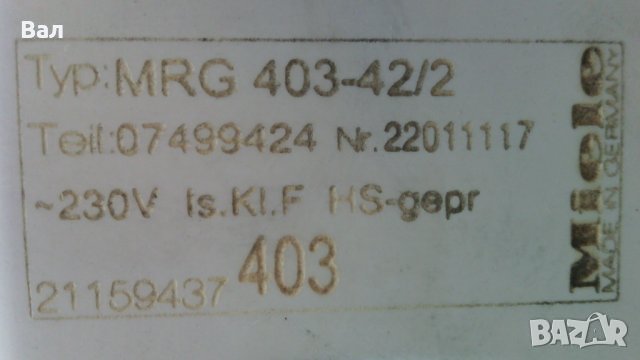 Вал
Typ:MRG 403-42/2
Teil:07499424 Nr.22011117
~230V Is.Kl.F HS-gepr
21159437 403
Miele
MADE IN GERMANY
BAZAR